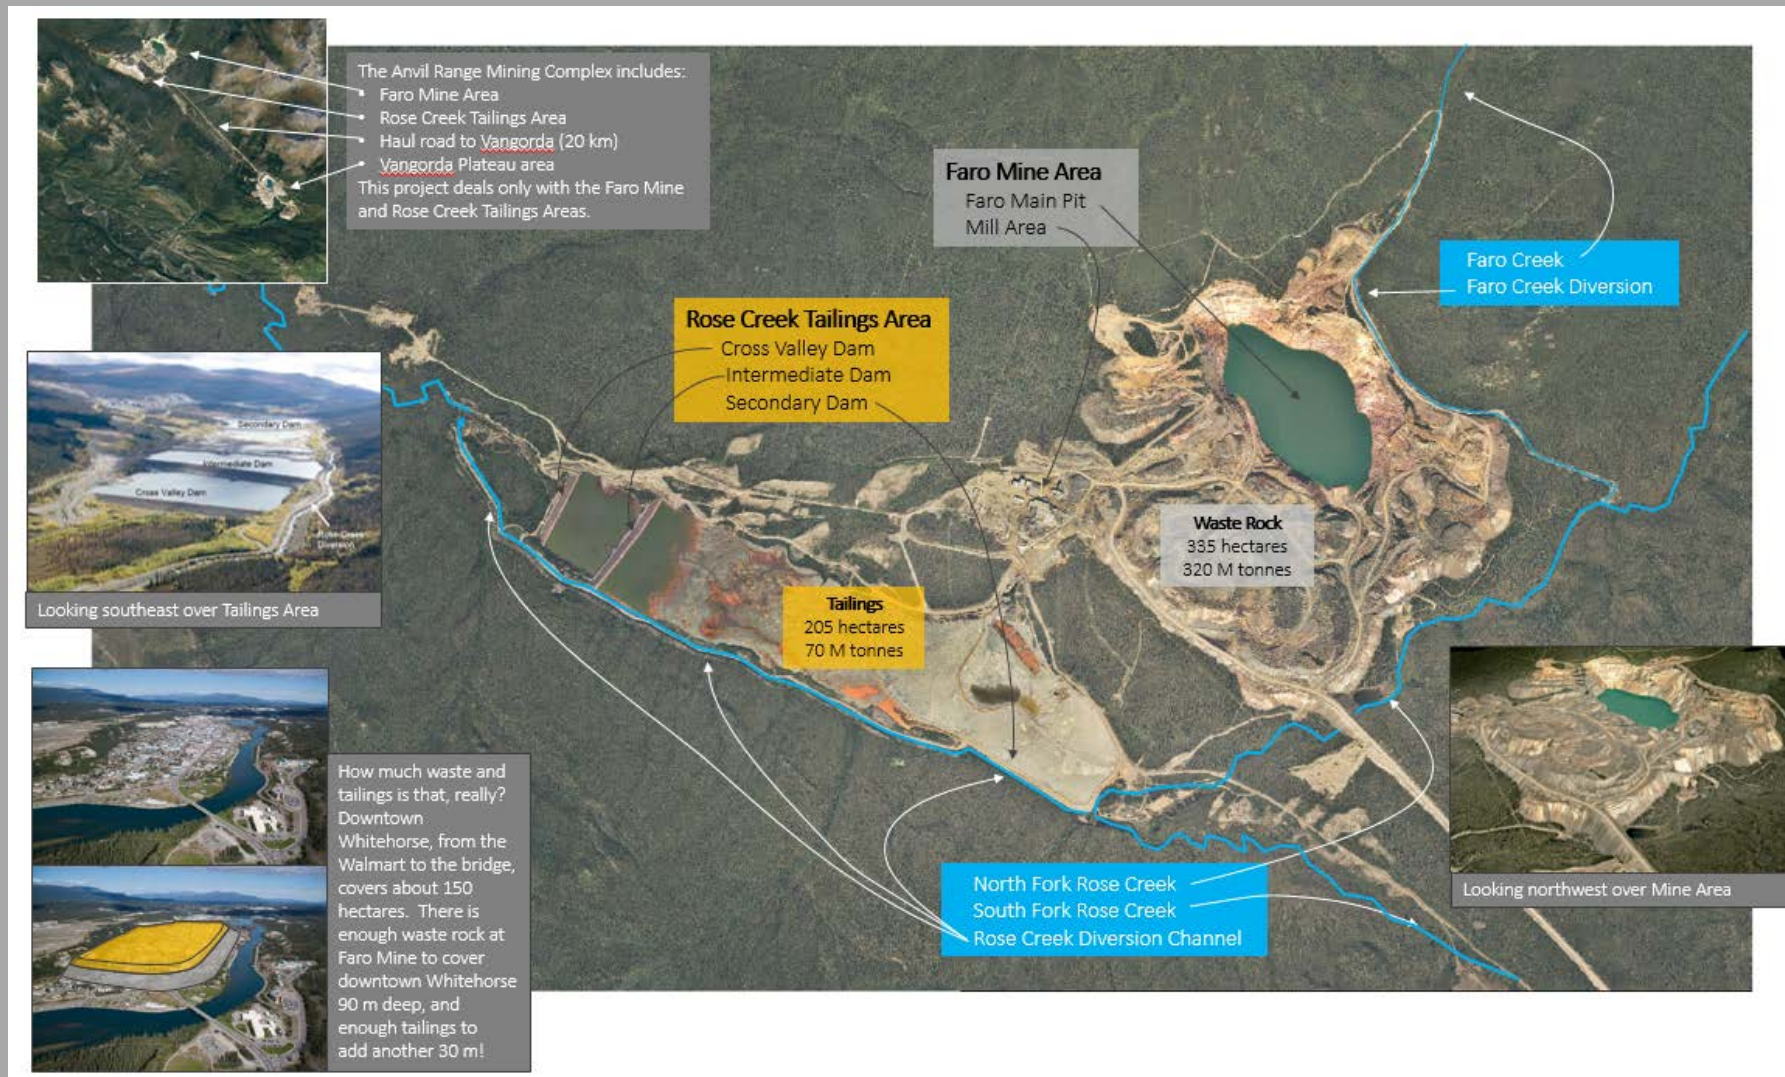 The Anvil Range Mining Complex includes:
• Faro Mine Area
• Rose Creek Tailings Area
• Haul road to Vangorda (20 km)
• Vangorda Plateau area
This project deals only with the Faro Mine
and Rose Creek Tailings Areas.
Faro Mine Area
Faro Main Pit
Mill Area
Faro Creek
Faro Creek Diversion
Rose Creek Tailings Area
Cross Valley Dam
Intermediate Dam
Secondary Dam
Secondary Dam
Intermediate Dam
Cross Valley Dam
Rose Creek
Diversion
Looking southeast over Tailings Area
Waste Rock
335 hectares
320 M tonnes
Tailings
205 hectares
70 M tonnes
How much waste and
tailings is that, really?
Downtown
Whitehorse, from the
Walmart to the bridge,
covers about 150
hectares. There is
enough waste rock at
Faro Mine to cover
downtown Whitehorse
90 m deep, and
enough tailings to
add another 30 m!
North Fork Rose Creek
South Fork Rose Creek
Rose Creek Diversion Channel
Looking northwest over Mine Area